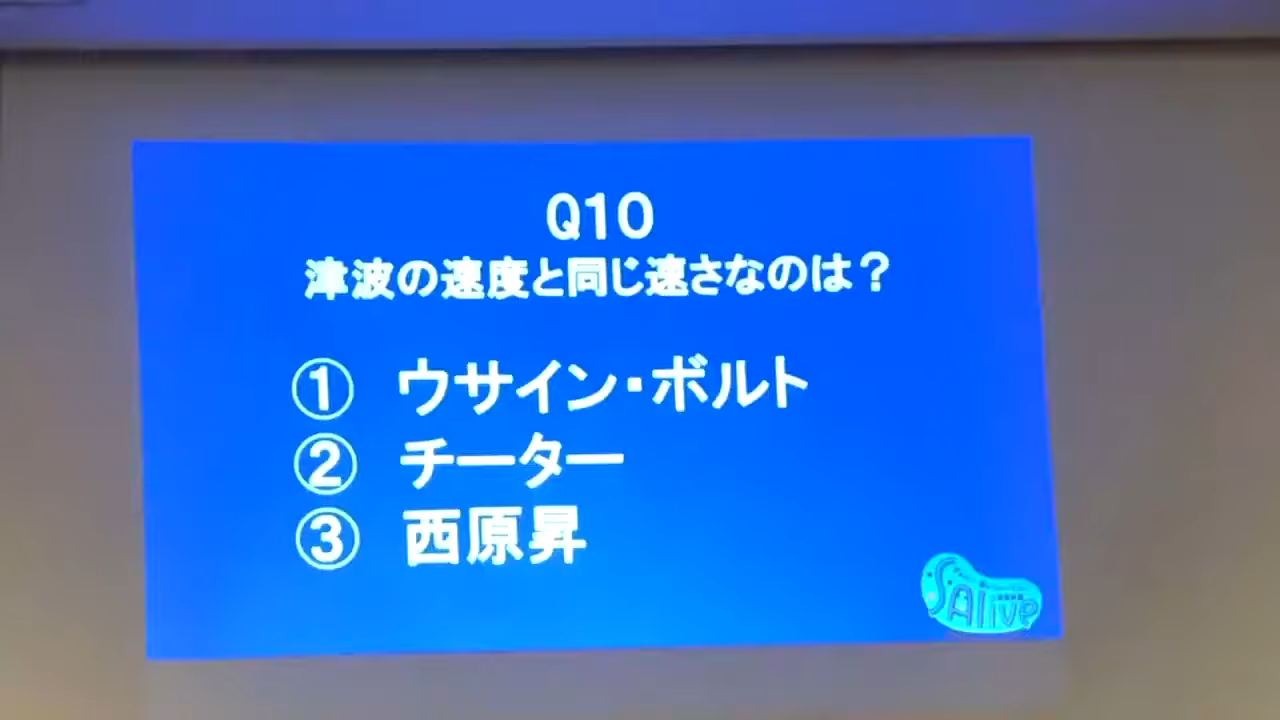 Q10
津波の速度と同じ速さなのは？
① ウサイン・ボルト
② チーター
③ 西原昇
SAlive